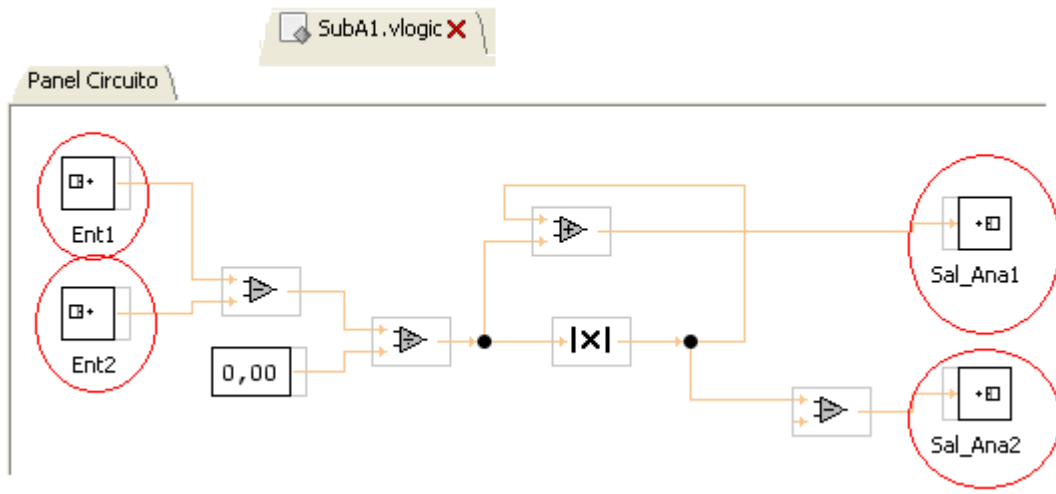 SubA1.vlogic
Panel Circuito
Ent1
Ent2
0,00
|X|
Sal_Ana1
Sal_Ana2